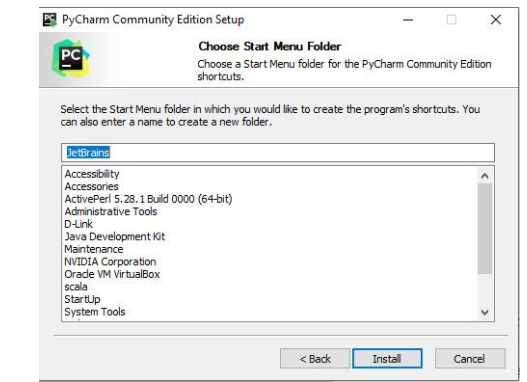 PyCharm Community Edition Setup
PC
Choose Start Menu Folder
Choose a Start Menu folder for the PyCharm Community Edition
shortcuts.
Select the Start Menu folder in which you would like to create the program's shortcuts. You
can also enter a name to create a new folder.
JetBrains
Accessibility
Accessories
ActivePerl 5.28.1 Build 0000 (64-bit)
Administrative Tools
D-Link
Java Development Kit
Maintenance
NVIDIA Corporation
Oracle VM VirtualBox
scala
StartUp
System Tools
< Back
Install
Cancel